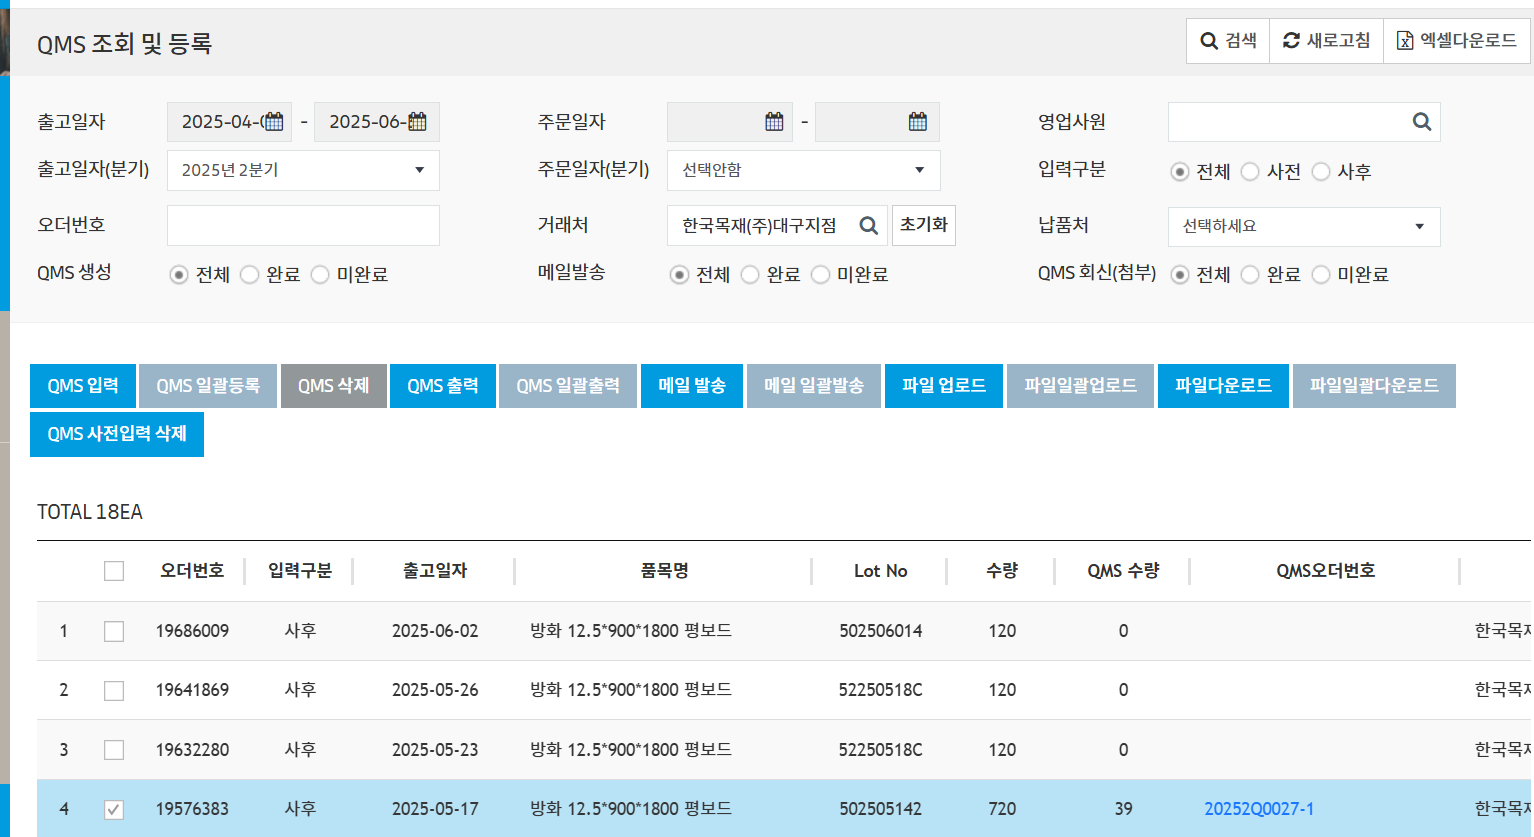 QMS 조회 및 등록
검색 새로고침 엑셀다운로드
출고일자 2025-04- - 2025-06- 주문일자 - 영업사원
출고일자(분기) 2025년 2분기 주문일자(분기) 선택안함 입력구분 전체 사전 사후
오더번호 거래처 한국목재(주)대구지점 초기화 납품처 선택하세요
QMS 생성 전체 완료 미완료 메일발송 전체 완료 미완료 QMS 회신(첨부) 전체 완료 미완료
QMS 입력 QMS 일괄등록 QMS 삭제 QMS 출력 QMS 일괄출력 메일 발송 메일 일괄발송 파일 업로드 파일일괄업로드 파일다운로드 파일일괄다운로드
QMS 사전입력 삭제
TOTAL 18EA
오더번호 입력구분 출고일자 품목명 Lot No 수량 QMS 수량 QMS오더번호
1 19686009 사후 2025-06-02 방화 12.5*900*1800 평보드 502506014 120 0 한국목재
2 19641869 사후 2025-05-26 방화 12.5*900*1800 평보드 52250518C 120 0 한국목재
3 19632280 사후 2025-05-23 방화 12.5*900*1800 평보드 52250518C 120 0 한국목재
4 19576383 사후 2025-05-17 방화 12.5*900*1800 평보드 502505142 720 39 20252Q0027-1 한국목재